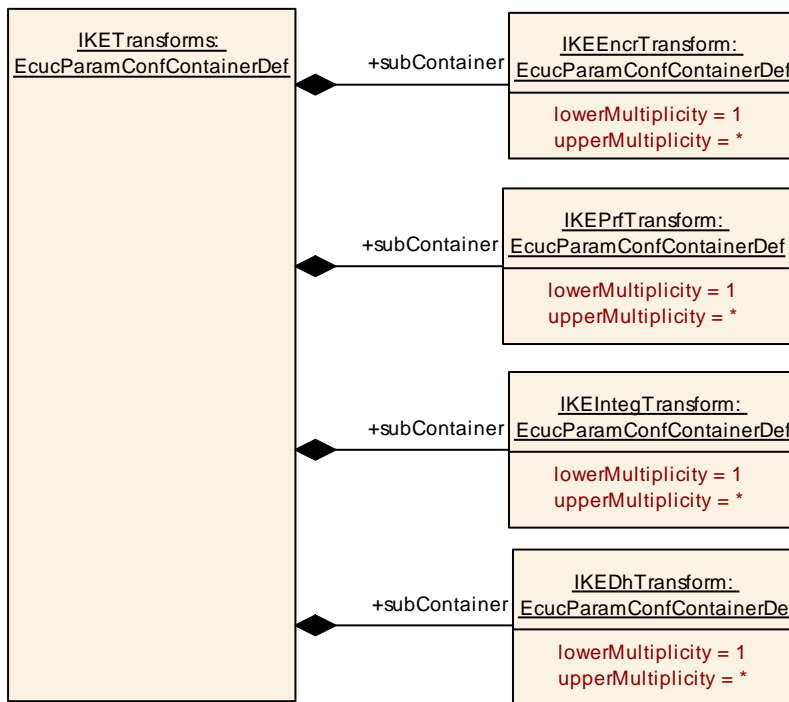 IKETransforms:
EcucParamConfContainerDef
+subContainer
IKEEncrTransform:
EcucParamConfContainerDef
lowerMultiplicity = 1
upperMultiplicity = *
+subContainer
IKEPrfTransform:
EcucParamConfContainerDef
lowerMultiplicity = 1
upperMultiplicity = *
+subContainer
IKEIntegTransform:
EcucParamConfContainerDef
lowerMultiplicity = 1
upperMultiplicity = *
+subContainer
IKEDhTransform:
EcucParamConfContainerDe
lowerMultiplicity = 1
upperMultiplicity = *